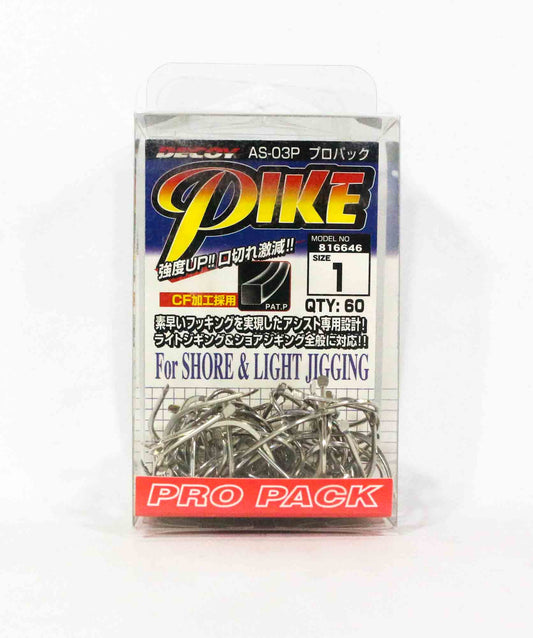 DECOY AS-03P プロパック
PIKE
強度UP!! 口切れ激減!!
MODEL NO
816646
SIZE
1
CF加工採用
PAT.P
QTY: 60
素早いフッキングを実現したアシスト専用設計!
ライトジギング&ショアジギング全般に対応!!
For SHORE & LIGHT JIGGING
PRO PACK